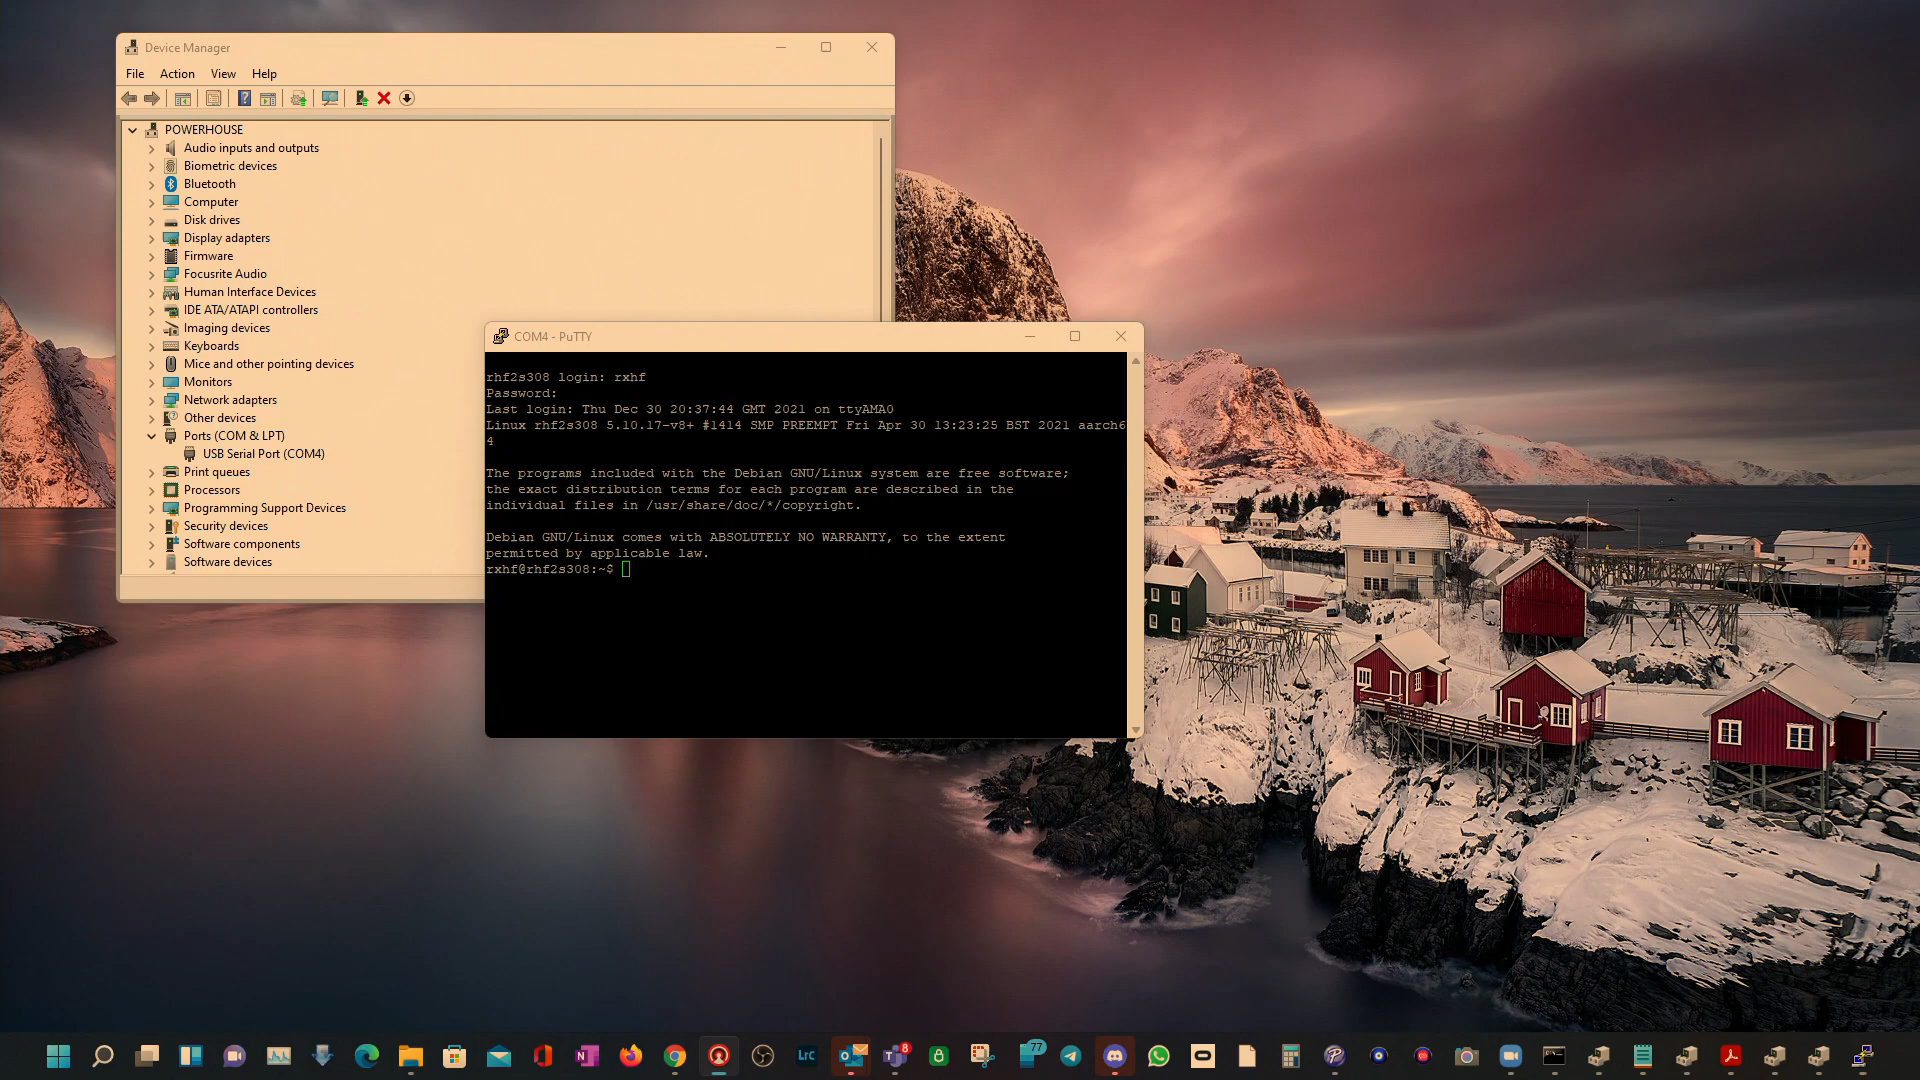 Device Manager
File Action View Help
POWERHOUSE
Audio inputs and outputs
Biometric devices
Bluetooth
Computer
Disk drives
Display adapters
Firmware
Focusrite Audio
Human Interface Devices
IDE ATA/ATAPI controllers
Imaging devices
Keyboards
Mice and other pointing devices
Monitors
Network adapters
Other devices
Ports (COM & LPT)
USB Serial Port (COM4)
Print queues
Processors
Programming Support Devices
Security devices
Software components
Software devices
COM4 - PuTTY
rhf2s308 login: rxhf
Password:
Last login: Thu Dec 30 20:37:44 GMT 2021 on ttyAMA0
Linux rhf2s308 5.10.17-v8+ #1414 SMP PREEMPT Fri Apr 30 13:23:25 BST 2021 aarch6
4
The programs included with the Debian GNU/Linux system are free software;
the exact distribution terms for each program are described in the
individual files in /usr/share/doc/*/copyright.
Debian GNU/Linux comes with ABSOLUTELY NO WARRANTY, to the extent
permitted by applicable law.
rxhf@rhf2s308:~$
LrC
8
77